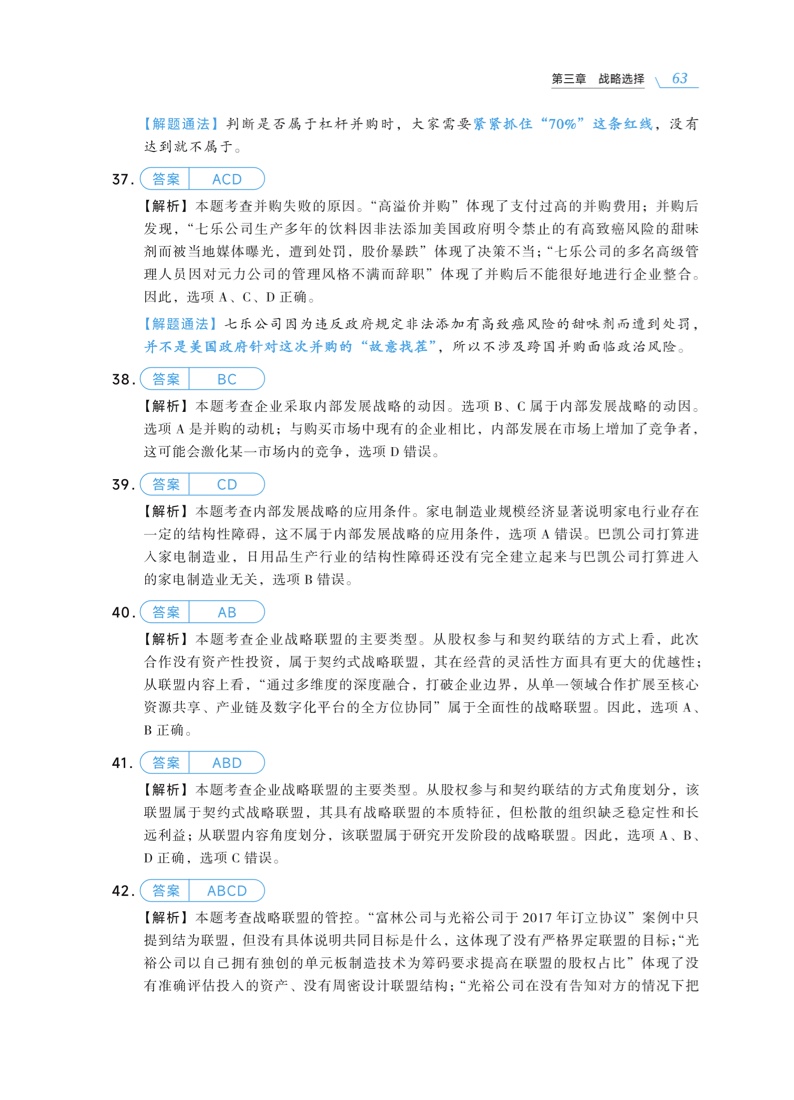 第三章 战略选择 63
【解题通法】判断是否属于杠杆并购时，大家需要紧紧抓住“70%”这条红线，没有
达到就不属于。
37. 答案 ACD
【解析】本题考查并购失败的原因。“高溢价并购”体现了支付过高的并购费用；并购后
发现，“七乐公司生产多年的饮料因非法添加美国政府明令禁止的有高致癌风险的甜味
剂而被当地媒体曝光，遭到处罚，股价暴跌”体现了决策不当；“七乐公司的多名高级管
理人员因对元力公司的管理风格不满而辞职”体现了并购后不能很好地进行企业整合。
因此，选项 A、C、D 正确。
【解题通法】七乐公司因为违反政府规定非法添加有高致癌风险的甜味剂而遭到处罚，
并不是美国政府针对这次并购的“故意找茬”，所以不涉及跨国并购面临政治风险。
38. 答案 BC
【解析】本题考查企业采取内部发展战略的动因。选项 B、C 属于内部发展战略的动因。
选项 A 是并购的动机；与购买市场中现有的企业相比，内部发展在市场上增加了竞争者，
这可能会激化某一市场内的竞争，选项 D 错误。
39. 答案 CD
【解析】本题考查内部发展战略的应用条件。家电制造业规模经济显著说明家电行业存在
一定的结构性障碍，这不属于内部发展战略的应用条件，选项 A 错误。巴凯公司打算进
入家电制造业，日用品生产行业的结构性障碍还没有完全建立起来与巴凯公司打算进入
的家电制造业无关，选项 B 错误。
40. 答案 AB
【解析】本题考查企业战略联盟的主要类型。从股权参与和契约联结的方式上看，此次
合作没有资产性投资，属于契约式战略联盟，其在经营的灵活性方面具有更大的优越性；
从联盟内容上看，“通过多维度的深度融合，打破企业边界，从单一领域合作扩展至核心
资源共享、产业链及数字化平台的全方位协同”属于全面性的战略联盟。因此，选项 A、
B 正确。
41. 答案 ABD
【解析】本题考查企业战略联盟的主要类型。从股权参与和契约联结的方式角度划分，该
联盟属于契约式战略联盟，其具有战略联盟的本质特征，但松散的组织缺乏稳定性和长
远利益；从联盟内容角度划分，该联盟属于研究开发阶段的战略联盟。因此，选项 A、B、
D 正确，选项 C 错误。
42. 答案 ABCD
【解析】本题考查战略联盟的管控。“富林公司与光裕公司于 2017 年订立协议”案例中只
提到结为联盟，但没有具体说明共同目标是什么，这体现了没有严格界定联盟的目标；“光
裕公司以自己拥有独创的单元板制造技术为筹码要求提高在联盟的股权占比”体现了没
有准确评估投入的资产、没有周密设计联盟结构；“光裕公司在没有告知对方的情况下把